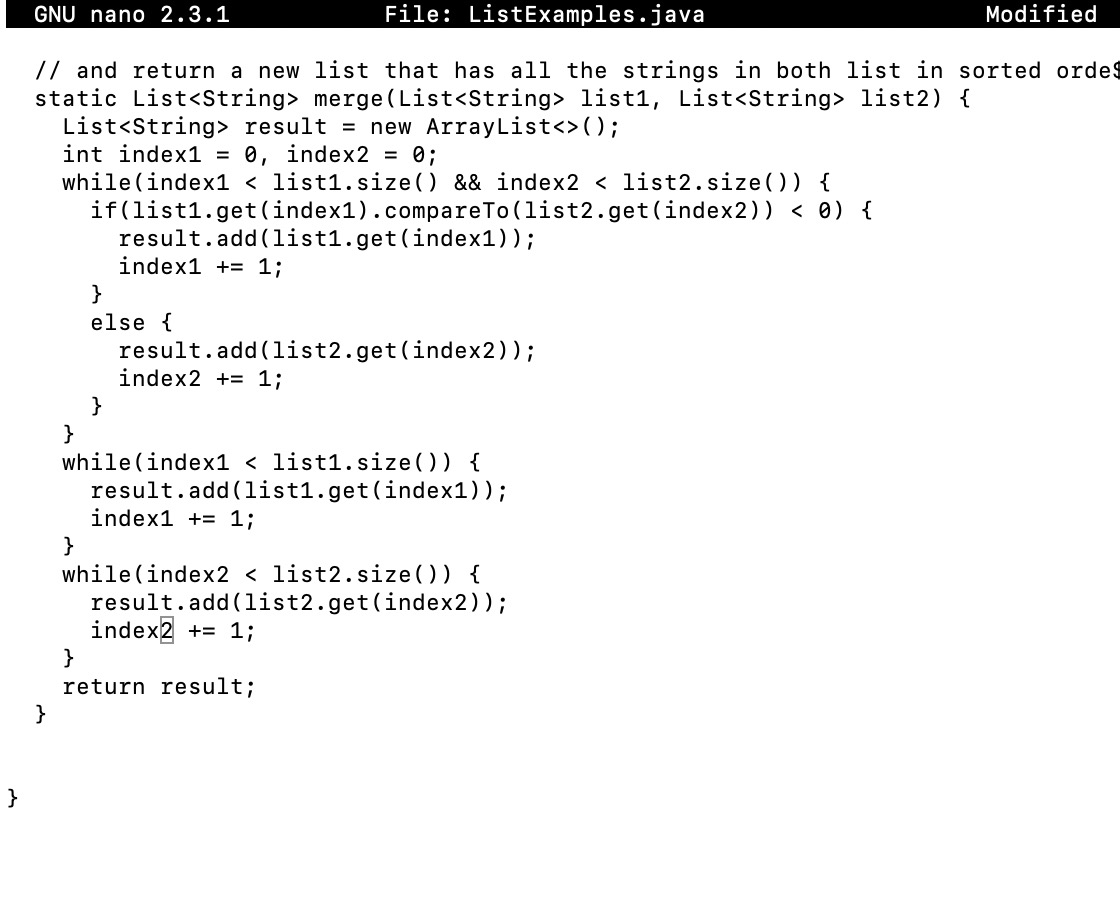 GNU nano 2.3.1 File: ListExamples.java Modified
// and return a new list that has all the strings in both list in sorted orde$
static List<String> merge(List<String> list1, List<String> list2) {
List<String> result = new ArrayList<>();
int index1 = 0, index2 = 0;
while(index1 < list1.size() && index2 < list2.size()) {
if(list1.get(index1).compareTo(list2.get(index2)) < 0) {
result.add(list1.get(index1));
index1 += 1;
}
else {
result.add(list2.get(index2));
index2 += 1;
}
}
while(index1 < list1.size()) {
result.add(list1.get(index1));
index1 += 1;
}
while(index2 < list2.size()) {
result.add(list2.get(index2));
index2 += 1;
}
return result;
}
}